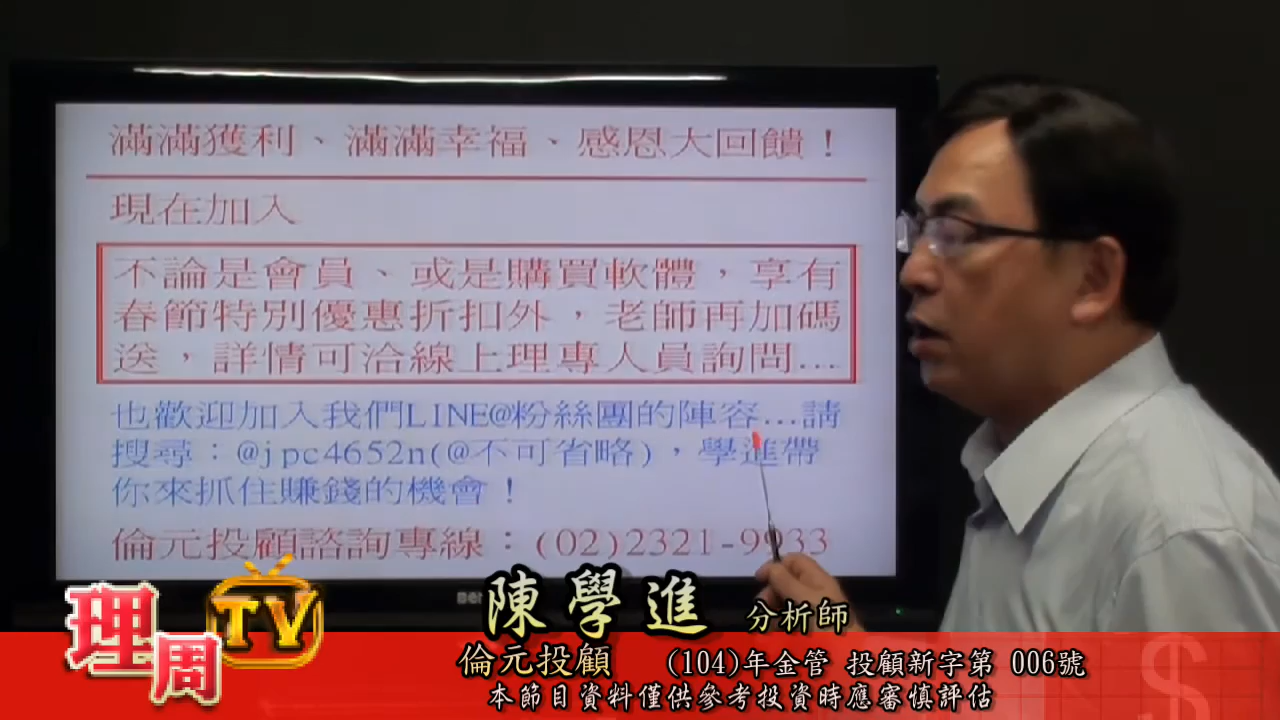 滿滿獲利、滿滿幸福、感恩大回饋！
現在加入
不論是會員、或是購買軟體，享有
春節特別優惠折扣外，老師再加碼
送，詳情可洽線上理專人員詢問...
也歡迎加入我們LINE@粉絲團的陣容...請
搜尋：@jpc4652n(@不可省略)，學進帶
你來抓住賺錢的機會！
倫元投顧諮詢專線：(02)2321-9933
理周TV
陳學進 分析師
倫元投顧 (104)年金管 投顧新字第 006號
本節目資料僅供參考投資時應審慎評估